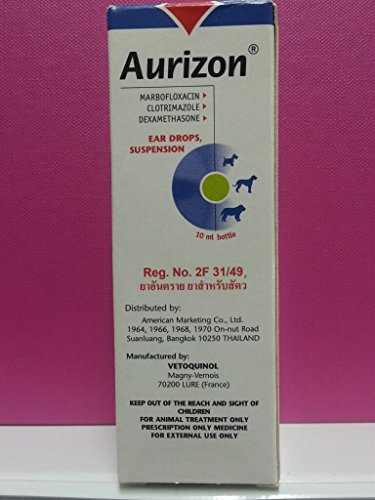 Aurizon®
MARBOFLOXACIN
CLOTRIMAZOLE
DEXAMETHASONE
EAR DROPS,
SUSPENSION
10 ml bottle
Reg. No. 2F 31/49,
ยาอันตราย ยาสำหรับสัตว์
Distributed by:
American Marketing Co., Ltd.
1964, 1966, 1968, 1970 On-nut Road
Suanluang, Bangkok 10250 THAILAND
Manufactured by:
VETOQUINOL
Magny-Vernois
70200 LURE (France)
KEEP OUT OF THE REACH AND SIGHT OF
CHILDREN
FOR ANIMAL TREATMENT ONLY
PRESCRIPTION ONLY MEDICINE
FOR EXTERNAL USE ONLY